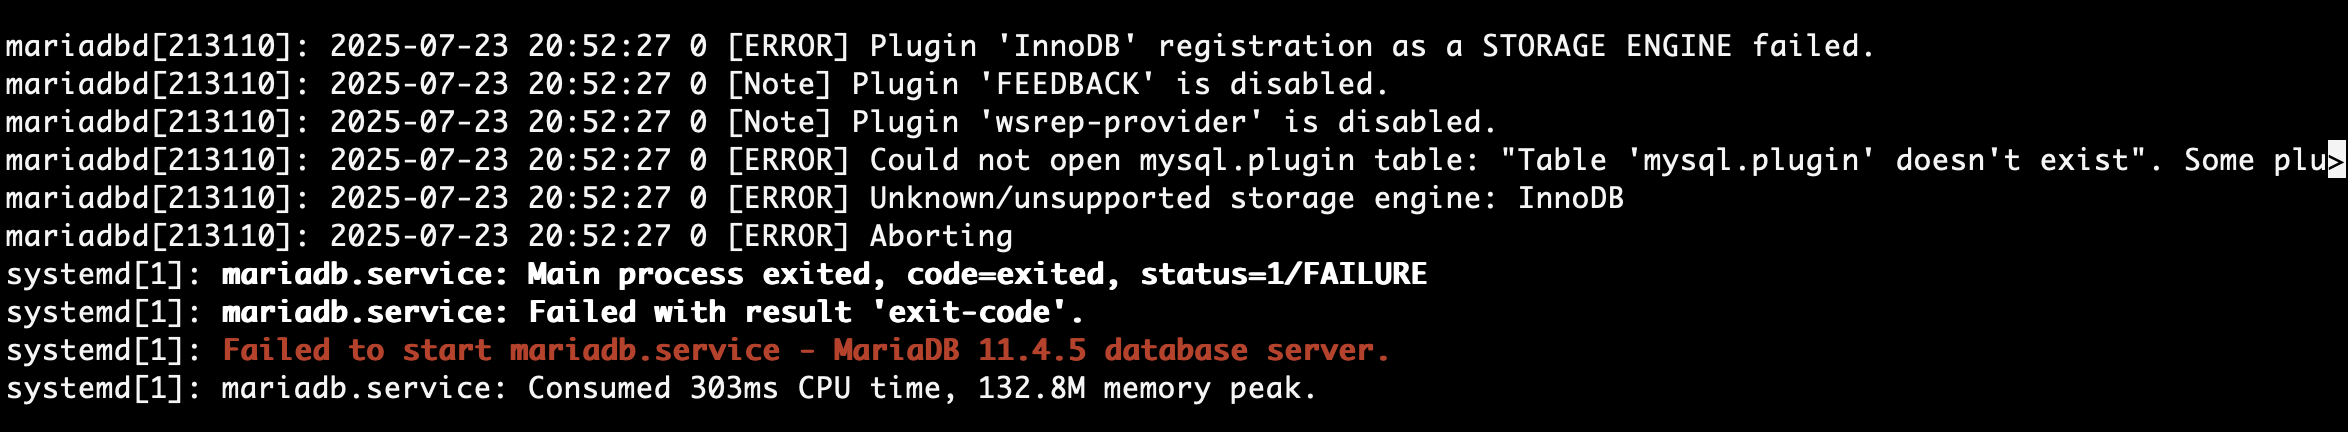 mariadbd[213110]: 2025-07-23 20:52:27 0 [ERROR] Plugin 'InnoDB' registration as a STORAGE ENGINE failed.
mariadbd[213110]: 2025-07-23 20:52:27 0 [Note] Plugin 'FEEDBACK' is disabled.
mariadbd[213110]: 2025-07-23 20:52:27 0 [Note] Plugin 'wsrep-provider' is disabled.
mariadbd[213110]: 2025-07-23 20:52:27 0 [ERROR] Could not open mysql.plugin table: "Table 'mysql.plugin' doesn't exist". Some plu>
mariadbd[213110]: 2025-07-23 20:52:27 0 [ERROR] Unknown/unsupported storage engine: InnoDB
mariadbd[213110]: 2025-07-23 20:52:27 0 [ERROR] Aborting
systemd[1]: mariadb.service: Main process exited, code=exited, status=1/FAILURE
systemd[1]: mariadb.service: Failed with result 'exit-code'.
systemd[1]: Failed to start mariadb.service - MariaDB 11.4.5 database server.
systemd[1]: mariadb.service: Consumed 303ms CPU time, 132.8M memory peak.